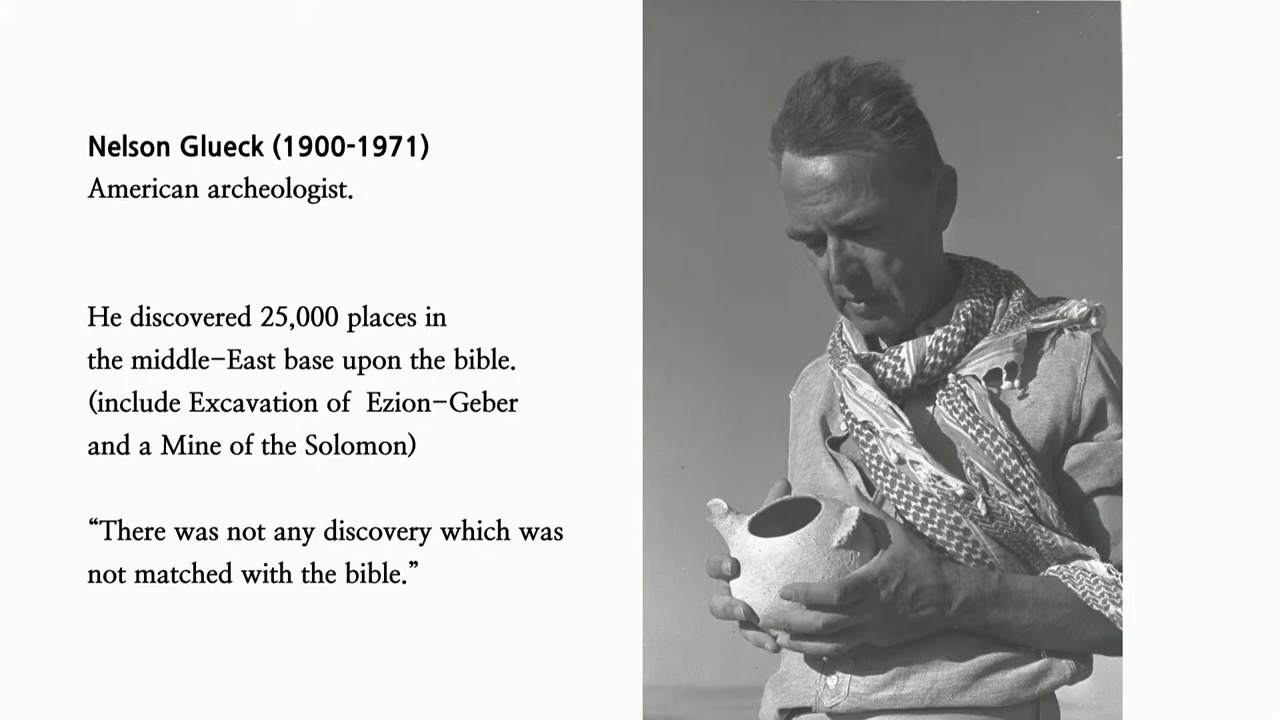 Nelson Glueck (1900-1971)
American archeologist.
He discovered 25,000 places in
the middle-East base upon the bible.
(include Excavation of Ezion-Geber
and a Mine of the Solomon)
“There was not any discovery which was
not matched with the bible.”